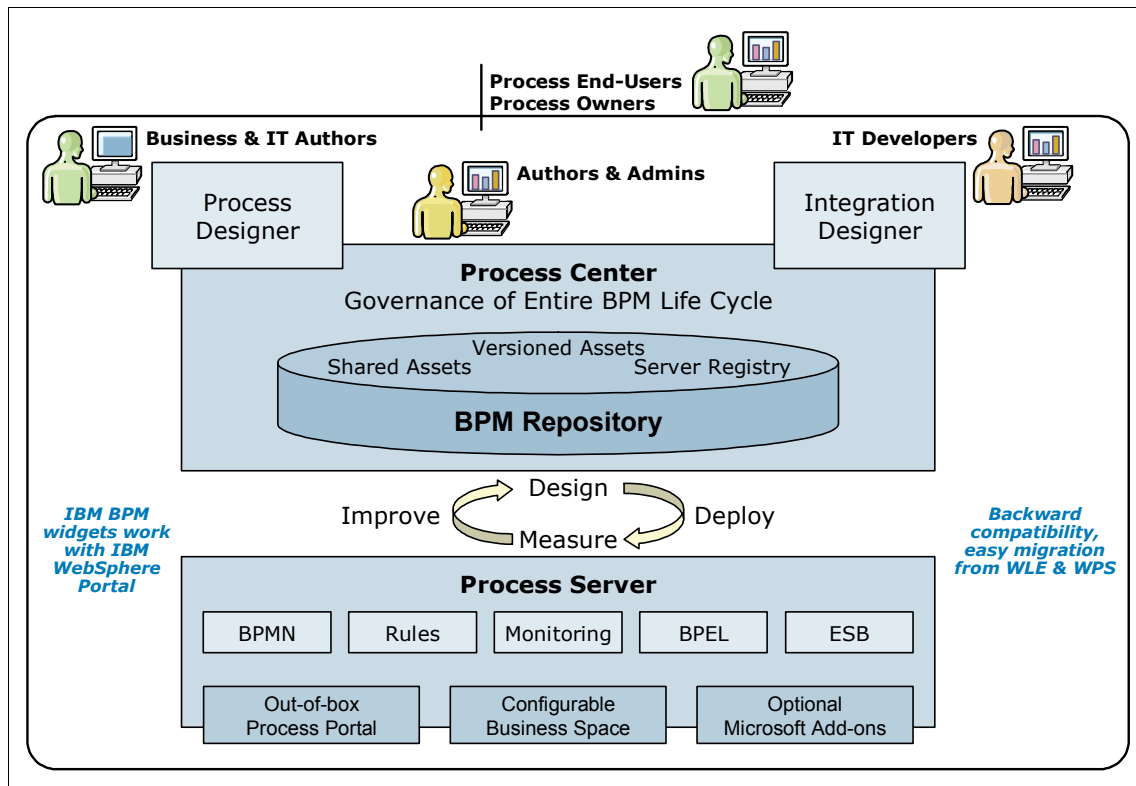 Process End-Users
Process Owners
Business & IT Authors
IT Developers
Authors & Admins
Process
Designer
Integration
Designer
Process Center
Governance of Entire BPM Life Cycle
Versioned Assets
Shared Assets
Server Registry
BPM Repository
Design
Improve
Deploy
Measure
IBM BPM
widgets work
with IBM
WebSphere
Portal
Backward
compatibility,
easy migration
from WLE & WPS
Process Server
BPMN
Rules
Monitoring
BPEL
ESB
Out-of-box
Process Portal
Configurable
Business Space
Optional
Microsoft Add-ons